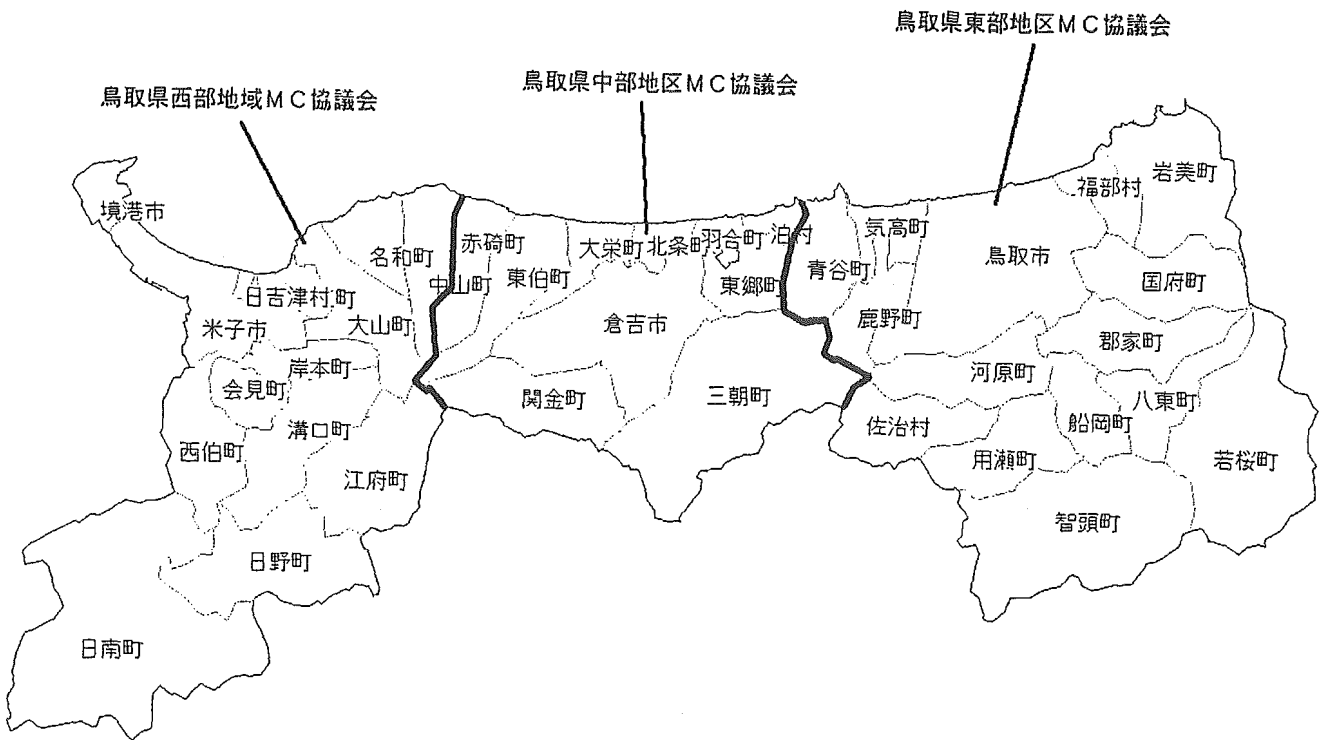 鳥取県東部地区MC協議会
鳥取県中部地区MC協議会
鳥取県西部地域MC協議会
境港市
名和町
中山町
日吉津村町
米子市
大山町
岸本町
会見町
溝口町
西伯町
江府町
日野町
日南町
赤碕町
東伯町
大栄町
北条町
羽合町
泊村
東郷町
倉吉市
関金町
三朝町
青谷町
気高町
鹿野町
鳥取市
福部村
岩美町
国府町
郡家町
河原町
八東町
船岡町
佐治村
用瀬町
若桜町
智頭町